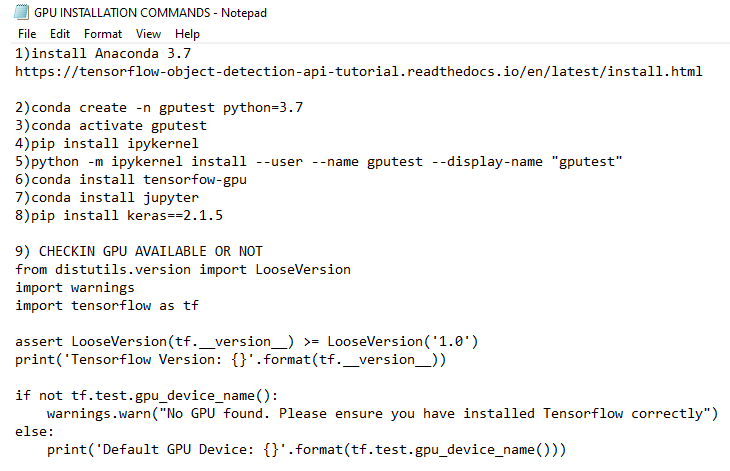 GPU INSTALLATION COMMANDS - Notepad
File Edit Format View Help
1)install Anaconda 3.7
https://tensorflow-object-detection-api-tutorial.readthedocs.io/en/latest/install.html
2)conda create -n gputest python=3.7
3)conda activate gputest
4)pip install ipykernel
5)python -m ipykernel install --user --name gputest --display-name "gputest"
6)conda install tensorfow-gpu
7)conda install jupyter
8)pip install keras==2.1.5
9) CHECKIN GPU AVAILABLE OR NOT
from distutils.version import LooseVersion
import warnings
import tensorflow as tf
assert LooseVersion(tf.__version__) >= LooseVersion('1.0')
print('Tensorflow Version: {}'.format(tf.__version__))
if not tf.test.gpu_device_name():
    warnings.warn("No GPU found. Please ensure you have installed Tensorflow correctly")
else:
    print('Default GPU Device: {}'.format(tf.test.gpu_device_name()))